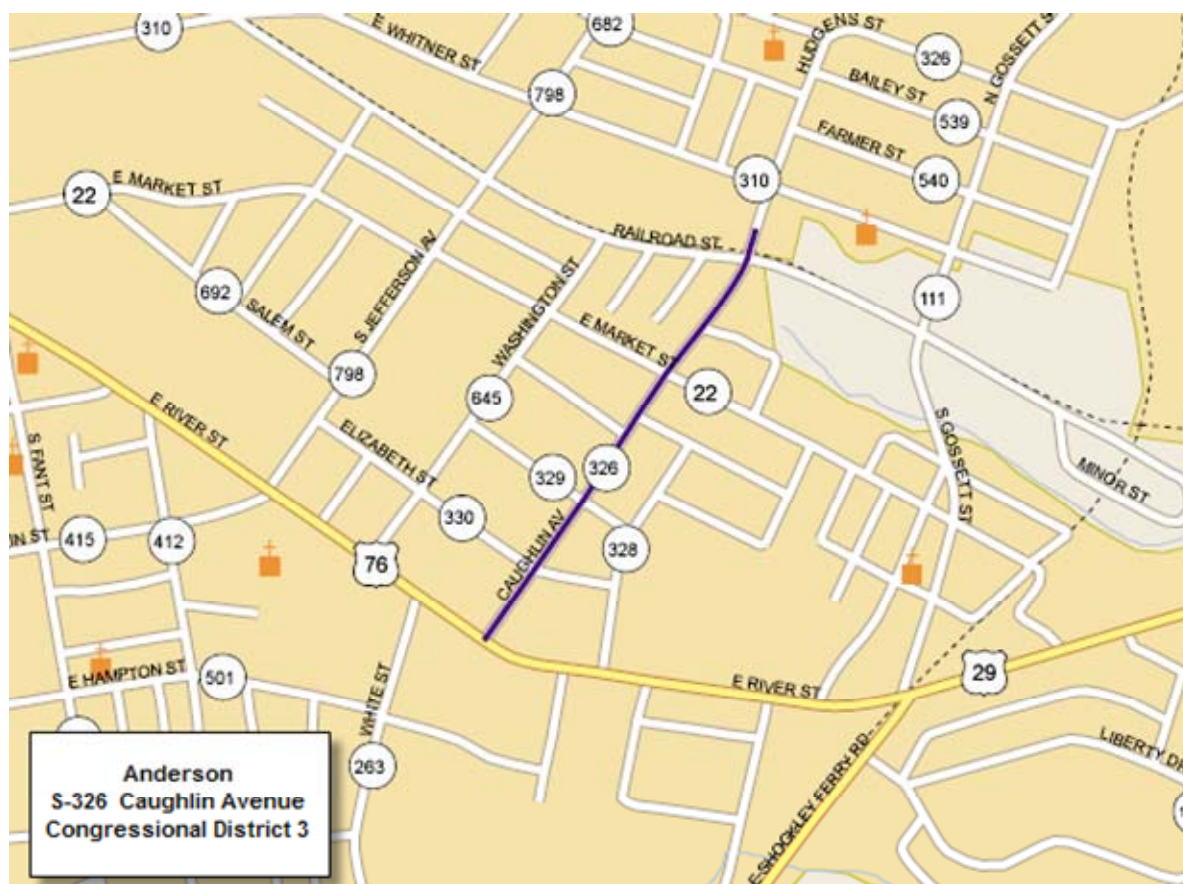 310
E WHITNER ST
682
HUDGENS ST
326
N GOSSETT S
798
BAILEY ST
539
FARMER ST
540
310
22
E MARKET ST
RAILROAD ST
111
692
SALEM ST
S JEFFERSON AV
WASHINGTON ST
E MARKET ST
798
22
645
E RIVER ST
ELIZABETH ST
S FANT ST
329
326
S GOSSETT ST
MINOR ST
330
415
412
IN ST
328
76
CAUGHLIN AV
E HAMPTON ST
501
E RIVER ST
29
WHITE ST
263
E SHOCKLEY FERRY RD
LIBERTY DR
Anderson
S-326 Caughlin Avenue
Congressional District 3